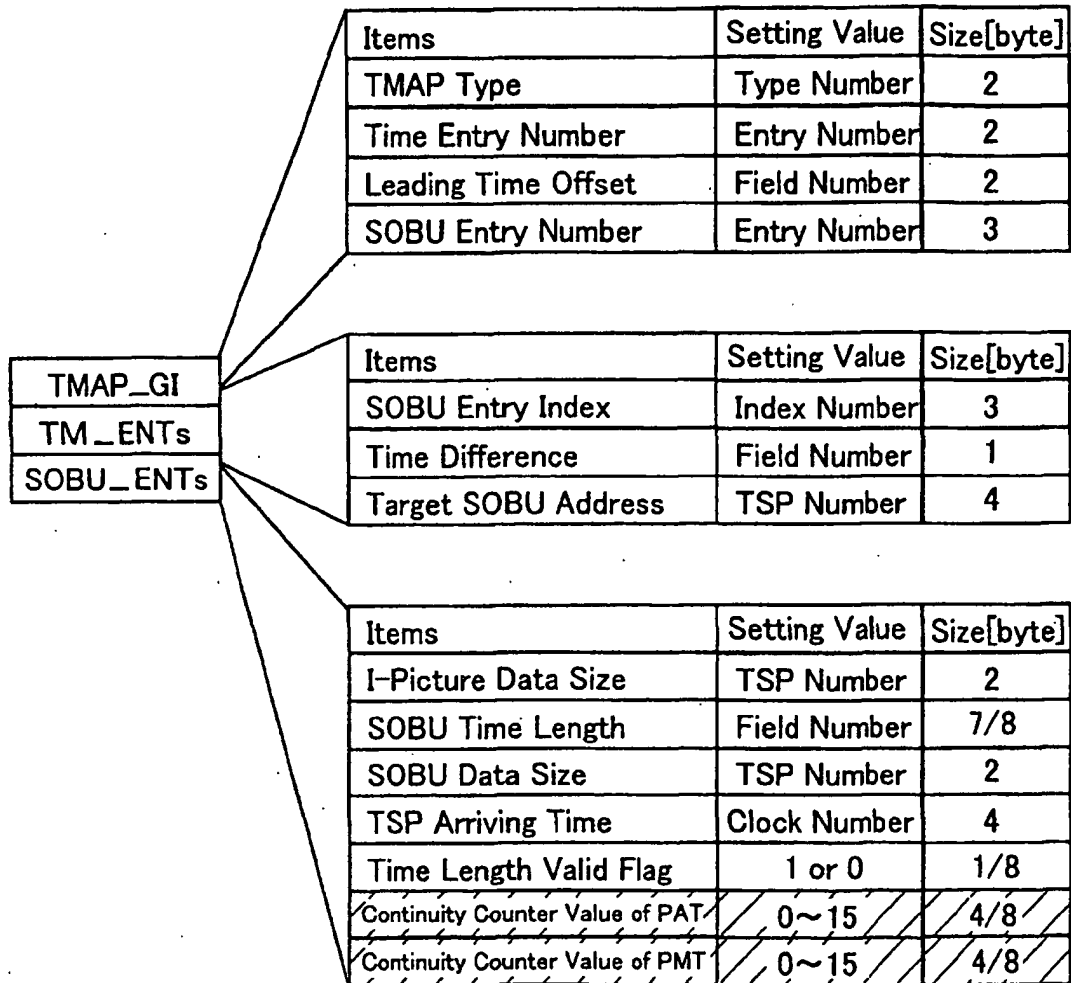 Items Setting Value Size[byte]
TMAP Type Type Number 2
Time Entry Number Entry Number 2
Leading Time Offset Field Number 2
SOBU Entry Number Entry Number 3
TMAP_GI
TM_ENTs
SOBU_ENTs
Items Setting Value Size[byte]
SOBU Entry Index Index Number 3
Time Difference Field Number 1
Target SOBU Address TSP Number 4
Items Setting Value Size[byte]
I-Picture Data Size TSP Number 2
SOBU Time Length Field Number 7/8
SOBU Data Size TSP Number 2
TSP Arriving Time Clock Number 4
Time Length Valid Flag 1 or 0 1/8
Continuity Counter Value of PAT 0~15 4/8
Continuity Counter Value of PMT 0~15 4/8